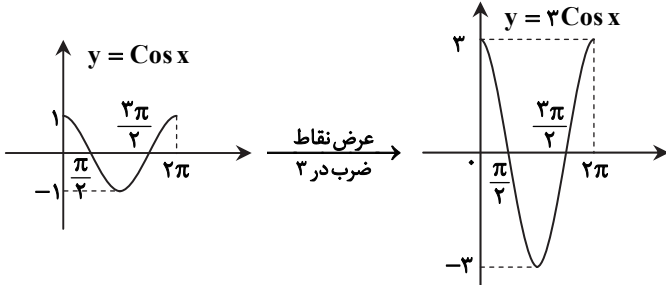 y = Cos x
۱
۳π/۲
π/۲
۲π
−۱
عرض نقاط
ضرب در ۳
y = ۳Cos x
۳
۳π/۲
۰
π/۲
۲π
−۳